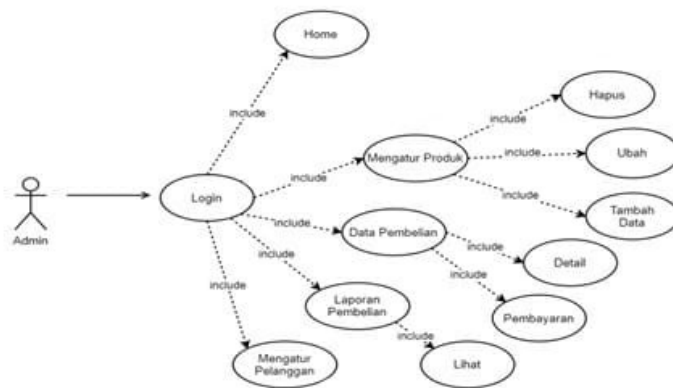 Home
include
Hapus
include
Mengatur Produk
include
Ubah
include
include
Tambah
Data
Login
Admin
include
Data Pembelian
include
Detail
include
include
Laporan
Pembelian
Pembayaran
include
include
Mengatur
Pelanggan
Lihat